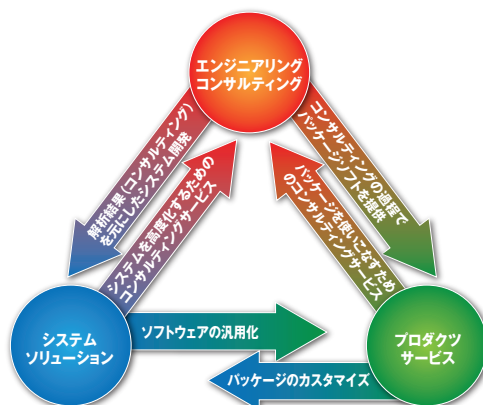 エンジニアリング
コンサルティング
解析結果(コンサルティング)
を元にしたシステム開発
システムを高度化するための
コンサルティングサービス
コンサルティングの過程で
パッケージソフトを提供
パッケージを使いこなすため
のコンサルティングサービス
システム
ソリューション
ソフトウェアの汎用化
プロダクツ
サービス
パッケージのカスタマイズ